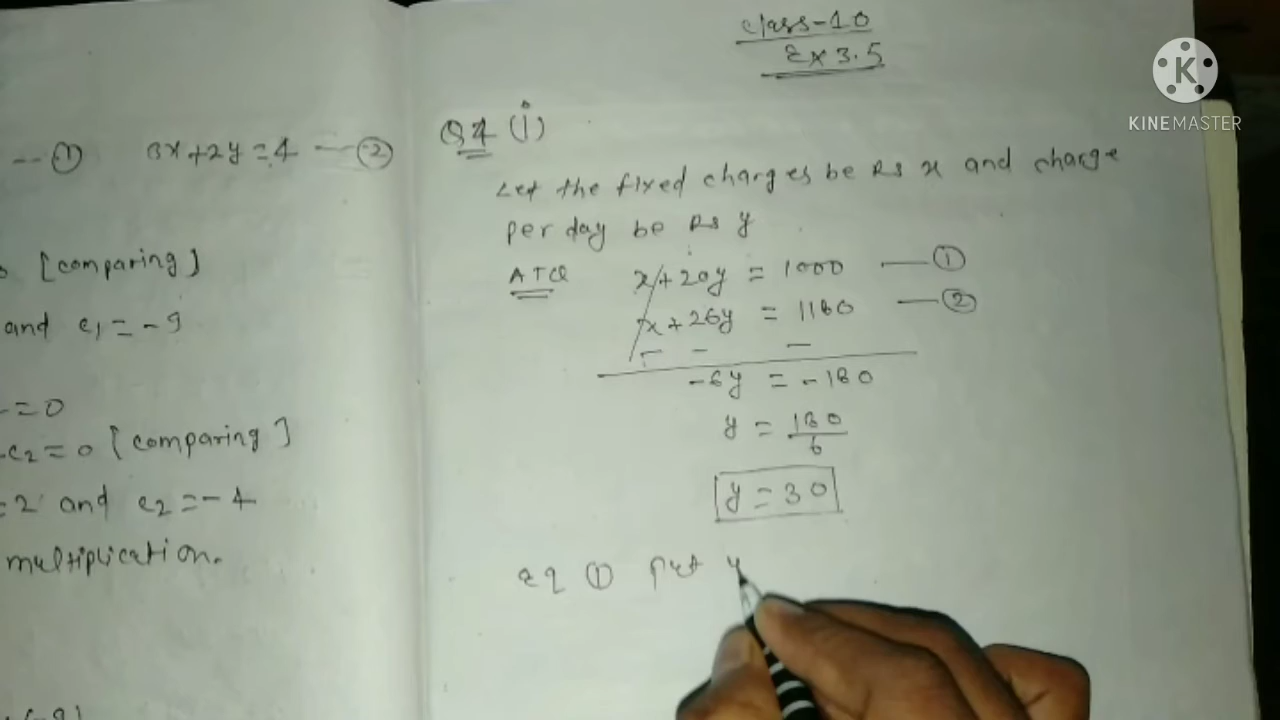 class-10
Ex 3.5
K
KINEMASTER
-- ① 3x+2y=4 — ②
[comparing]
and c₁ = -9
=0
c₂=0 [comparing]
=2 and c₂=-4
multiplication.
Q4 (i)
Let the fixed charges be Rs x and charge
per day be Rs y
ATQ x+20y = 1000 — ①
x+26y = 1180 — ②
- - -
-6y = -180
y = 180/6
y = 30
eq ① put y